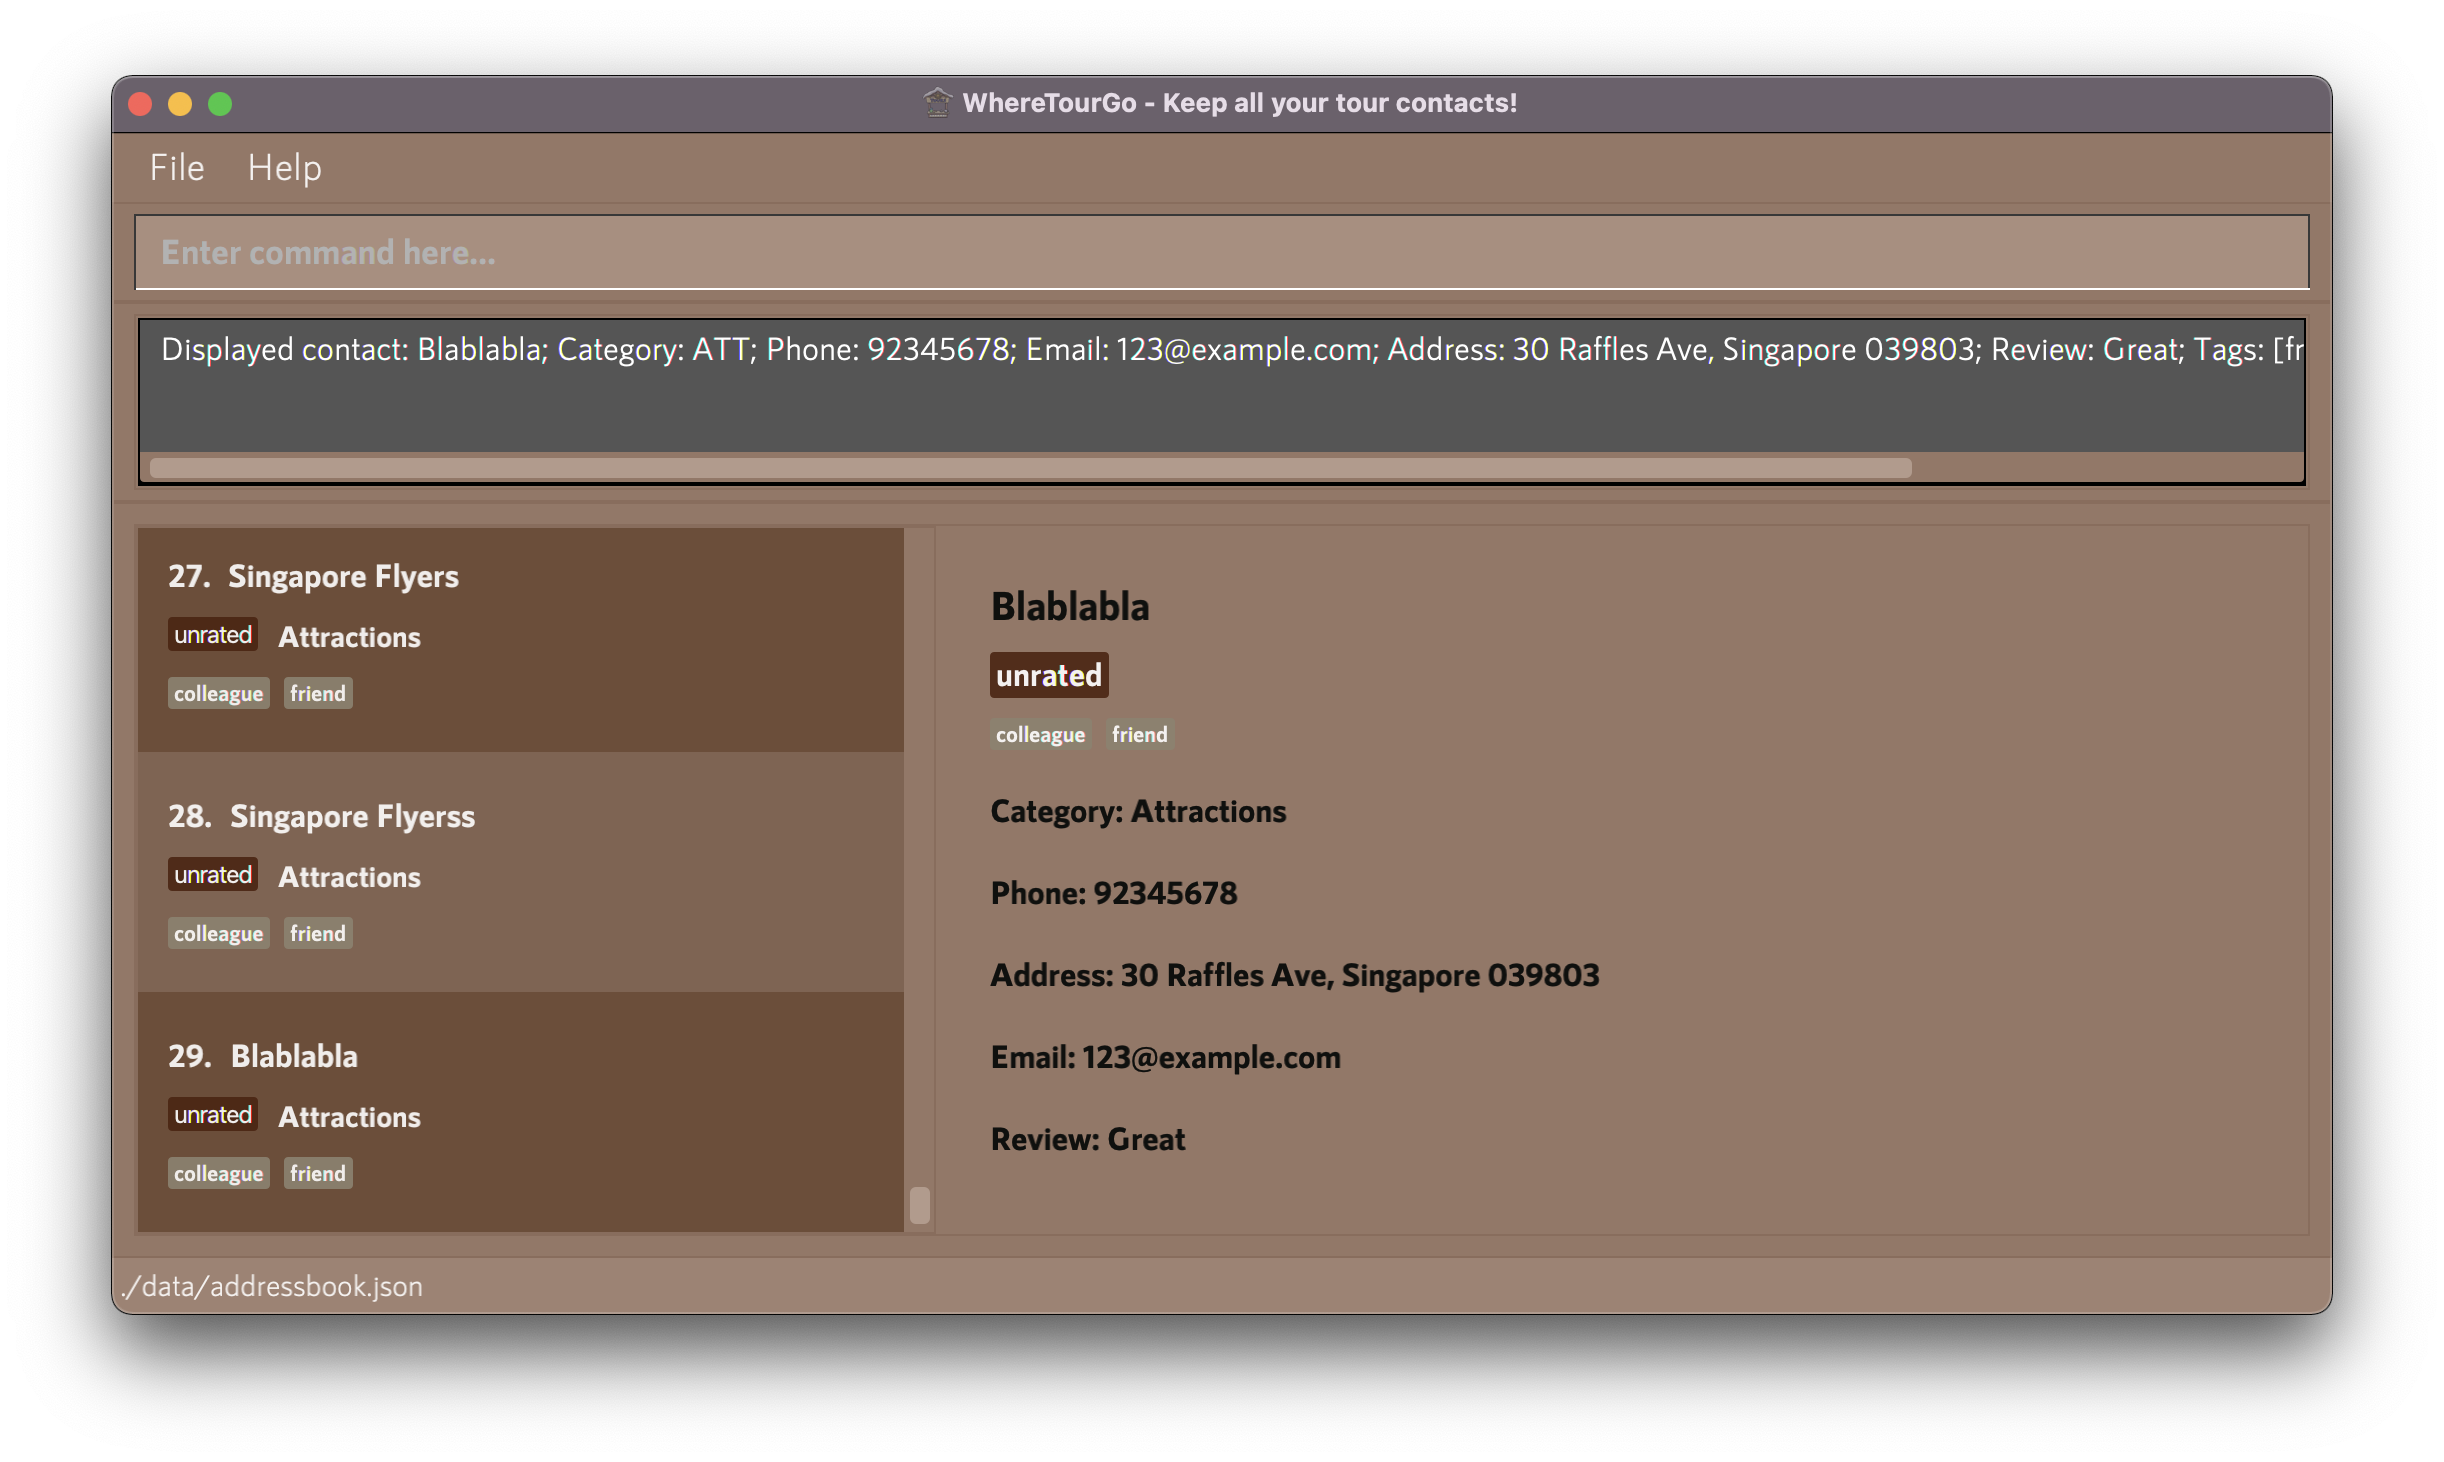 WhereTourGo - Keep all your tour contacts!
File Help
Enter command here...
Displayed contact: Blablabla; Category: ATT; Phone: 92345678; Email: 123@example.com; Address: 30 Raffles Ave, Singapore 039803; Review: Great; Tags: [fr
27. Singapore Flyers
unrated Attractions
colleague friend
28. Singapore Flyerss
unrated Attractions
colleague friend
29. Blablabla
unrated Attractions
colleague friend
Blablabla
unrated
colleague friend
Category: Attractions
Phone: 92345678
Address: 30 Raffles Ave, Singapore 039803
Email: 123@example.com
Review: Great
./data/addressbook.json